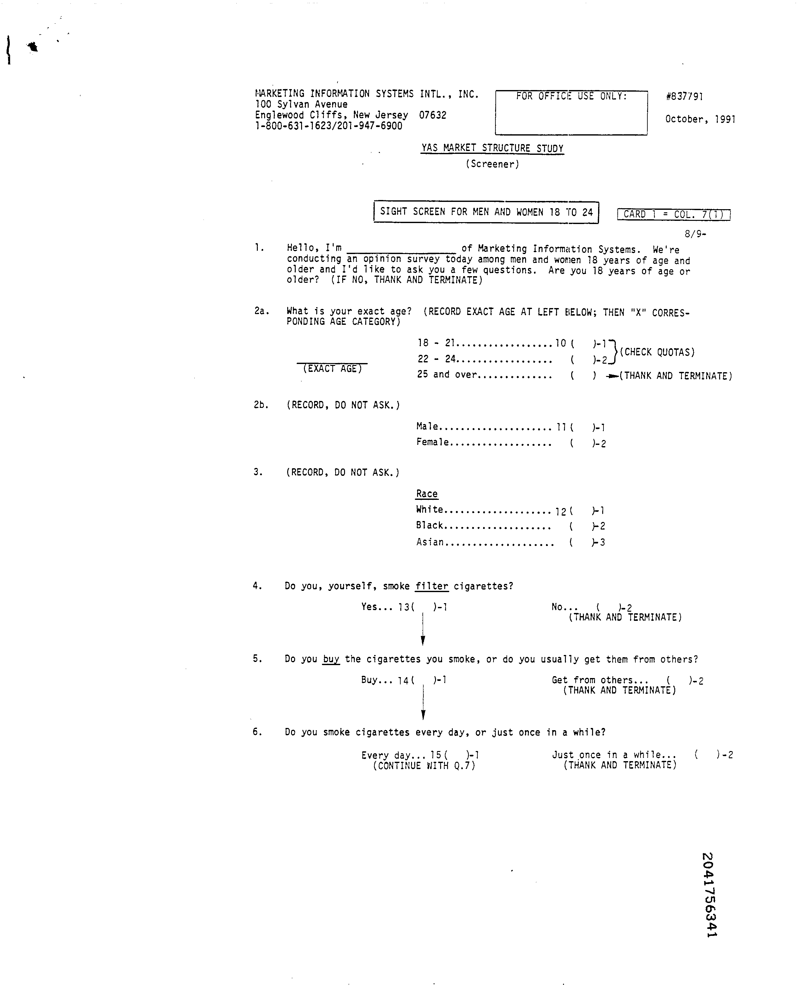 MARKETING INFORMATION SYSTEMS INTL., INC.
100 Sylvan Avenue
Englewood Cliffs, New Jersey 07632
1-800-631-1623/201-947-6900
FOR OFFICE USE ONLY:
#837791
October, 1991
YAS MARKET STRUCTURE STUDY
(Screener)
SIGHT SCREEN FOR MEN AND WOMEN 18 TO 24
CARD 1 = COL. 7(1)
8/9-
1. Hello, I'm ____________________ of Marketing Information Systems. We're
conducting an opinion survey today among men and women 18 years of age and
older and I'd like to ask you a few questions. Are you 18 years of age or
older? (IF NO, THANK AND TERMINATE)
2a. What is your exact age? (RECORD EXACT AGE AT LEFT BELOW; THEN "X" CORRES-
PONDING AGE CATEGORY)
18 - 21..................10 ( )-1
22 - 24.................. ( )-2
(CHECK QUOTAS)
(EXACT AGE)
25 and over.............. ( ) (THANK AND TERMINATE)
2b. (RECORD, DO NOT ASK.)
Male.....................11( )-1
Female................... ( )-2
3. (RECORD, DO NOT ASK.)
Race
White....................12( )-1
Black.................... ( )-2
Asian.................... ( )-3
4. Do you, yourself, smoke filter cigarettes?
Yes... 13( )-1 No... ( )-2
(THANK AND TERMINATE)
5. Do you buy the cigarettes you smoke, or do you usually get them from others?
Buy... 14( )-1 Get from others... ( )-2
(THANK AND TERMINATE)
6. Do you smoke cigarettes every day, or just once in a while?
Every day... 15( )-1 Just once in a while... ( )-2
(CONTINUE WITH Q.7) (THANK AND TERMINATE)
2041756341